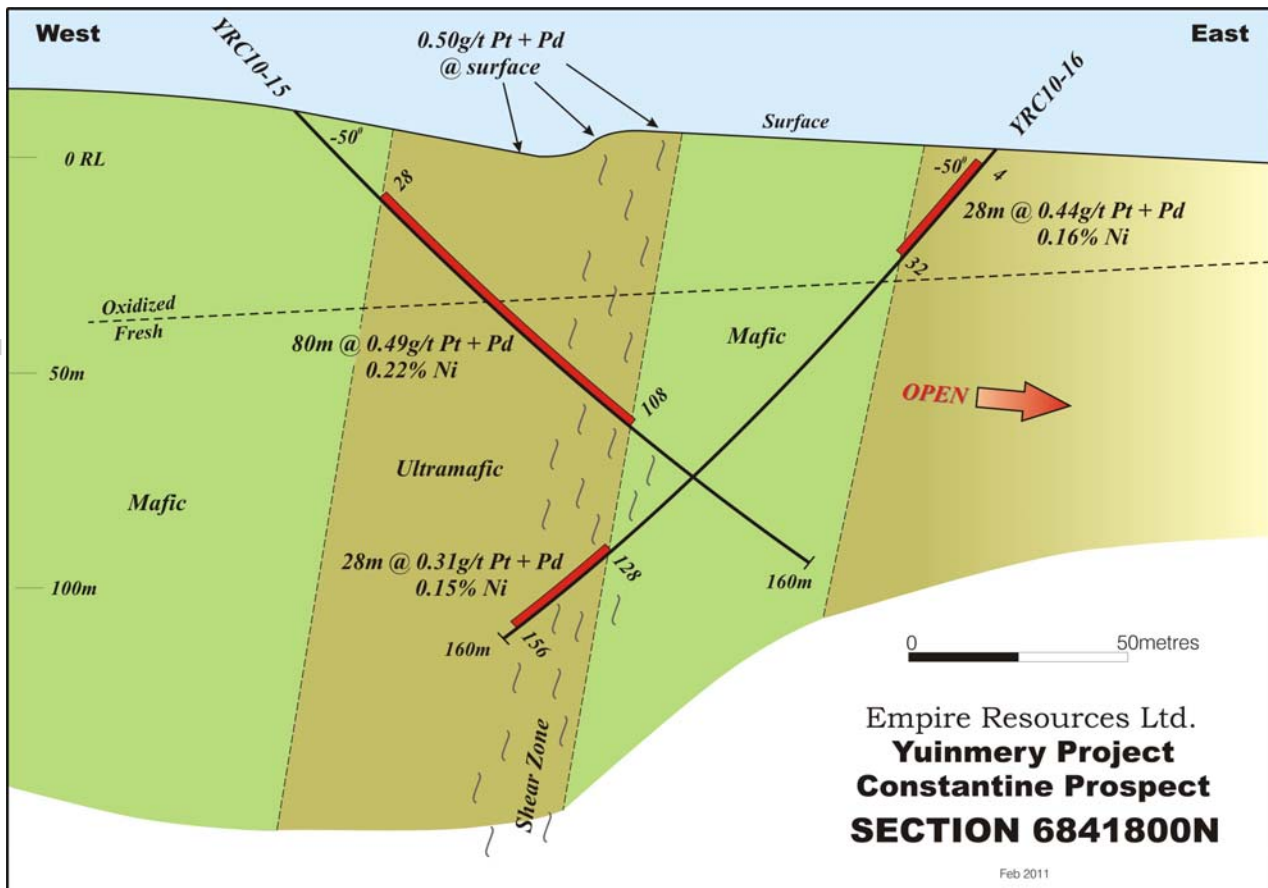 West
East
YRC10-15
0.50g/t Pt + Pd
@ surface
YRC10-16
Surface
-50⁰
-50⁰
0 RL
28
4
28m @ 0.44g/t Pt + Pd
0.16% Ni
32
Oxidized
Fresh
80m @ 0.49g/t Pt + Pd
0.22% Ni
Mafic
50m
OPEN
108
Ultramafic
Mafic
28m @ 0.31g/t Pt + Pd
0.15% Ni
128
160m
100m
160m
156
Shear Zone
0
50metres
Empire Resources Ltd.
Yuinmery Project
Constantine Prospect
SECTION 6841800N
Feb 2011